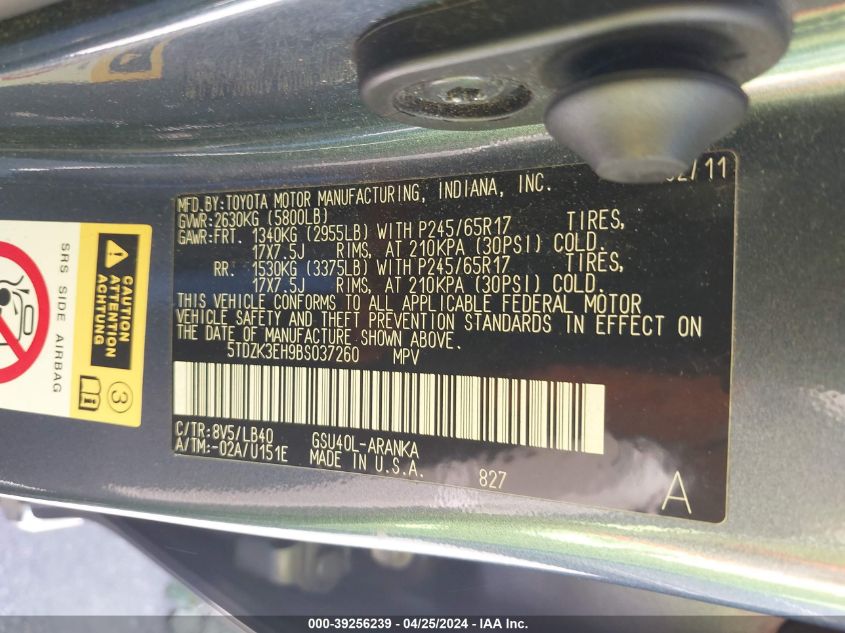 02/11
MFD.BY:TOYOTA MOTOR MANUFACTURING, INDIANA, INC.
GVWR:2630KG (5800LB)
GAWR:FRT. 1340KG (2955LB) WITH P245/65R17 TIRES,
17X7.5J RIMS, AT 210KPA (30PSI) COLD.
RR. 1530KG (3375LB) WITH P245/65R17 TIRES,
17X7.5J RIMS, AT 210KPA (30PSI) COLD.
THIS VEHICLE CONFORMS TO ALL APPLICABLE FEDERAL MOTOR
VEHICLE SAFETY AND THEFT PREVENTION STANDARDS IN EFFECT ON
THE DATE OF MANUFACTURE SHOWN ABOVE.
5TDZK3EH9BS037260 MPV
C/TR:8V5/LB40 GSU40L-ARANKA
A/TM:-02A/U151E MADE IN U.S.A.
827
A
SRS SIDE AIRBAG
CAUTION
ATTENTION
ACHTUNG
3
000-39256239 - 04/25/2024 - IAA Inc.